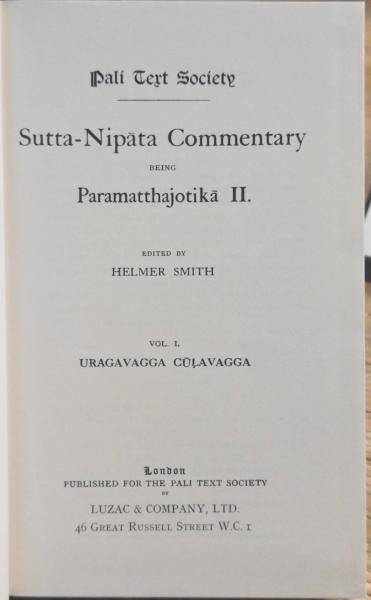 Pali Text Society
Sutta-Nipāta Commentary
BEING
Paramatthajotikā II.
EDITED BY
HELMER SMITH
VOL. I.
URAGAVAGGA CŪḶAVAGGA
London
PUBLISHED FOR THE PALI TEXT SOCIETY
BY
LUZAC & COMPANY, LTD.
46 GREAT RUSSELL STREET W.C. 1